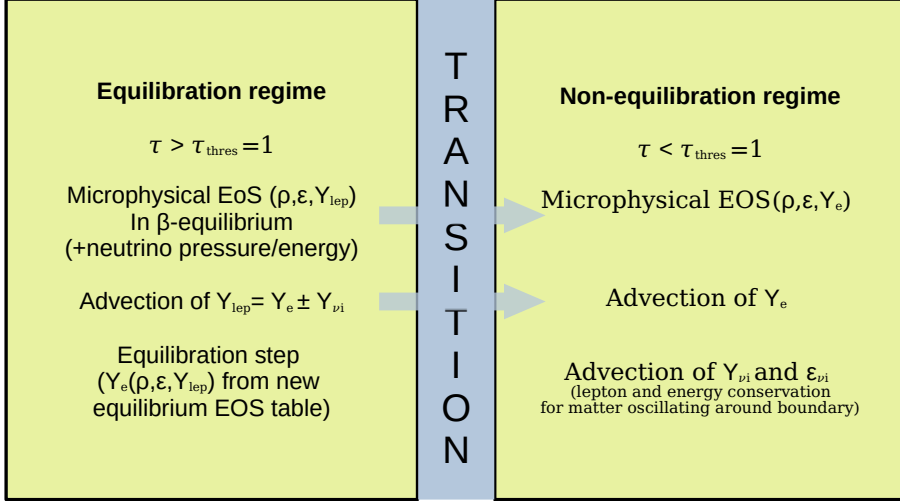 Equilibration regime
τ > τthres =1
Microphysical EoS (ρ,ε,Ylep)
In β-equilibrium
(+neutrino pressure/energy)
Advection of Ylep= Ye ± Yνi
Equilibration step
(Ye(ρ,ε,Ylep) from new
equilibrium EOS table)
TRANSITION
Non-equilibration regime
τ < τthres =1
Microphysical EOS(ρ,ε,Ye)
Advection of Ye
Advection of Yνi and ενi
(lepton and energy conservation
for matter oscillating around boundary)